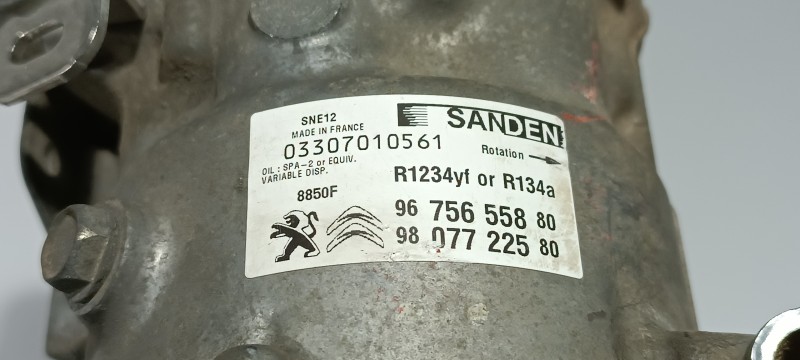 SNE12
MADE IN FRANCE
03307010561
OIL : SPA-2 or EQUIV.
VARIABLE DISP.
8850F
SANDEN
Rotation
R1234yf or R134a
96 756 558 80
98 077 225 80